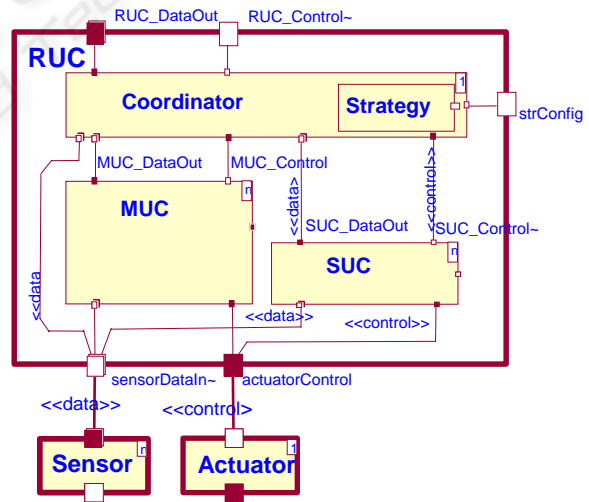 RUC_DataOut RUC_Control~
RUC
1
Coordinator
Strategy
strConfig
MUC_DataOut MUC_Control
<<data>
<<control>>
n
MUC
SUC_DataOut SUC_Control~
SUC
n
<<data
<<data>>
<<control>>
sensorDataIn~ actuatorControl
<<data>>
<<control>
n
1
Sensor
Actuator